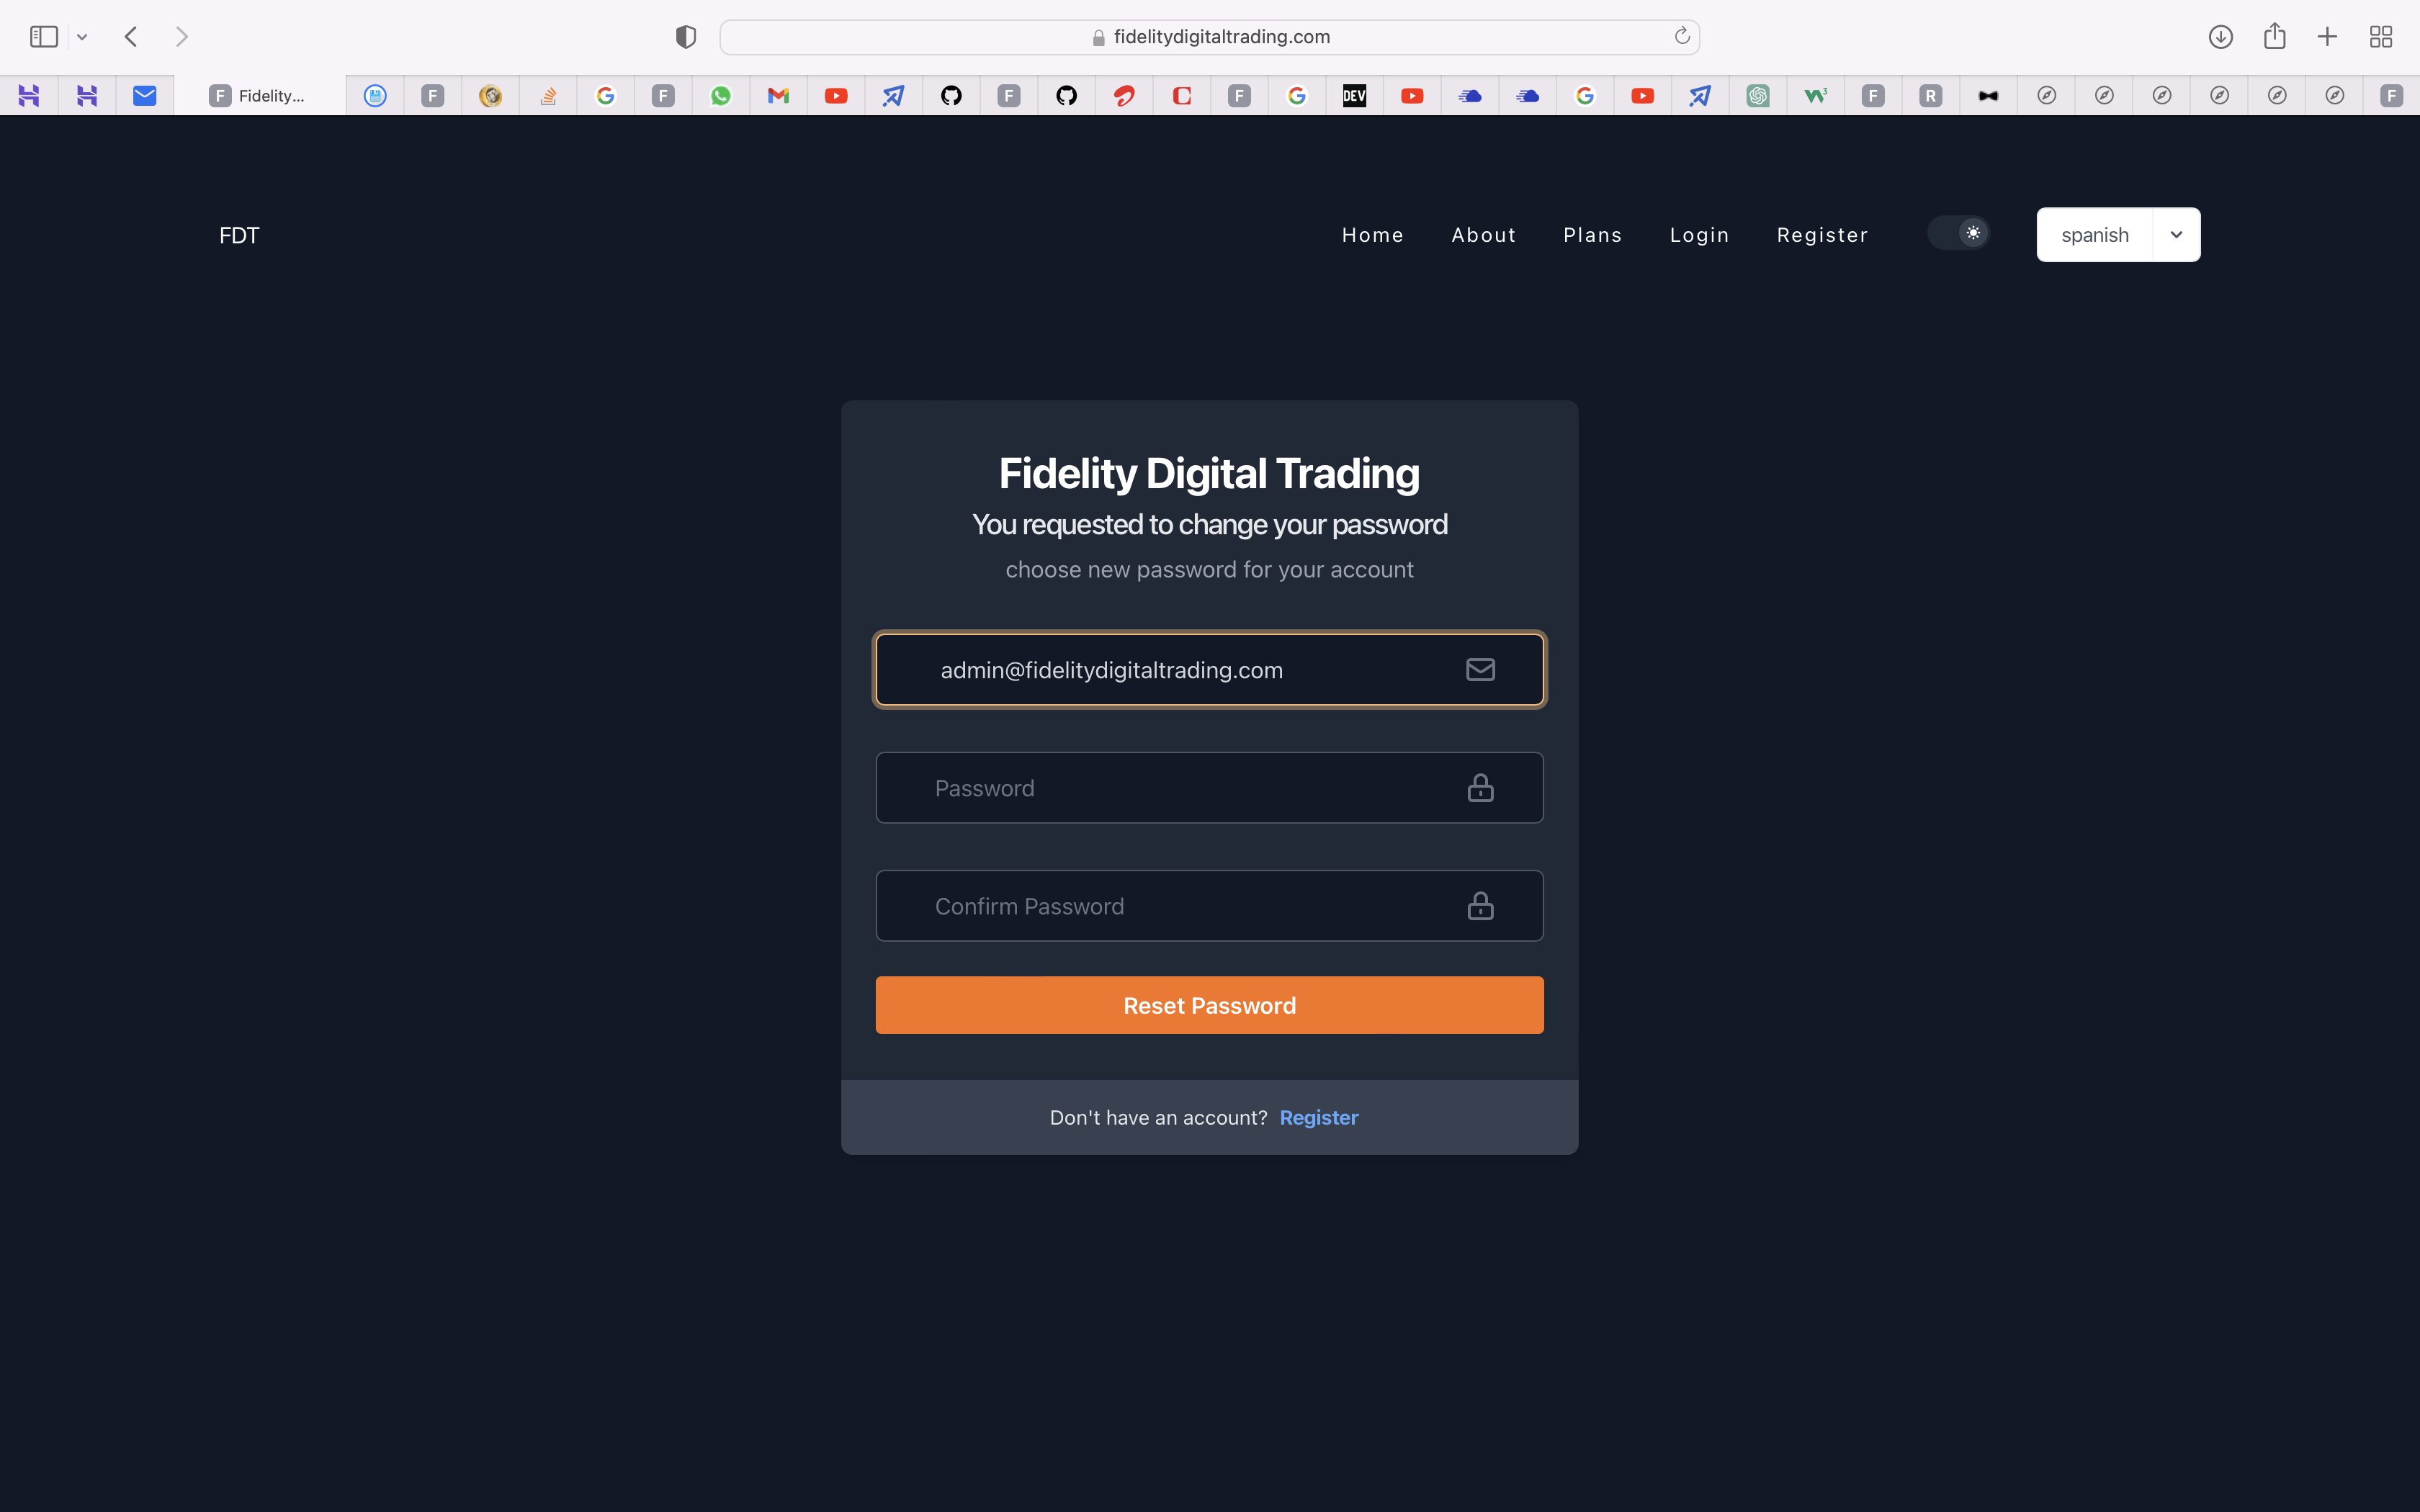 fidelitydigitaltrading.com
F Fidelity... F F F F DEV W3 F R F
FDT
Home About Plans Login Register spanish
Fidelity Digital Trading
You requested to change your password
choose new password for your account
admin@fidelitydigitaltrading.com
Password
Confirm Password
Reset Password
Don't have an account? Register